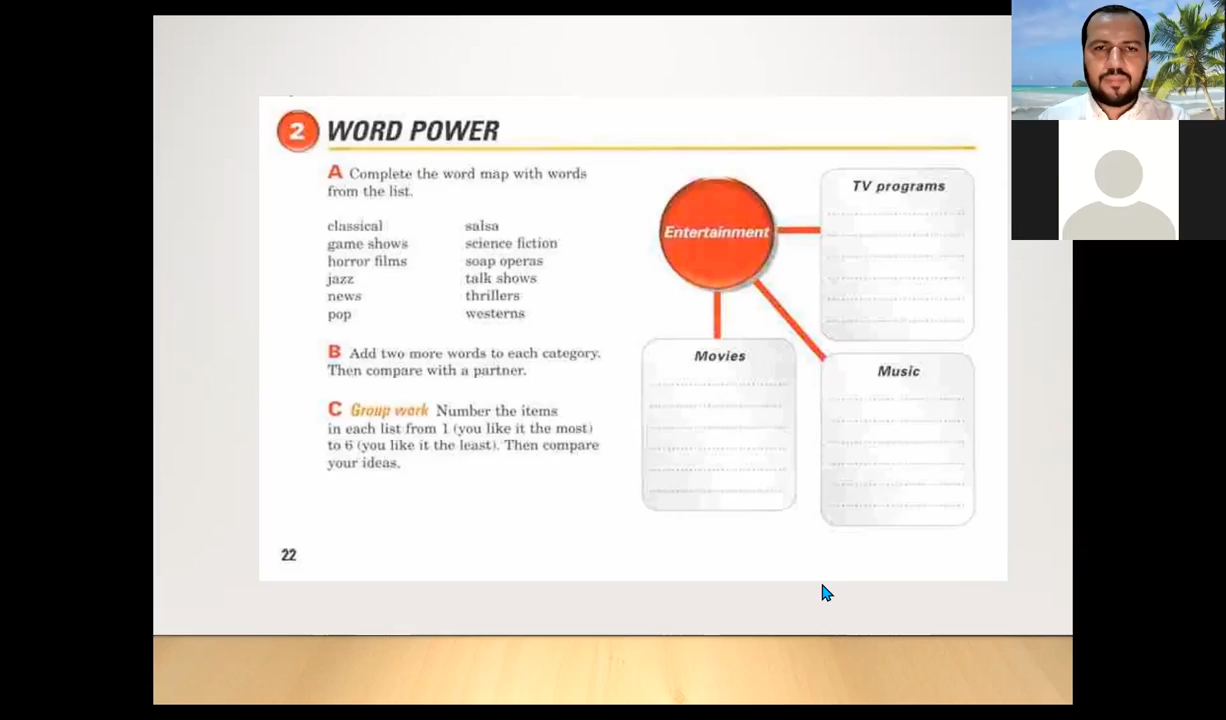 2 WORD POWER
A Complete the word map with words
from the list.
classical salsa
game shows science fiction
horror films soap operas
jazz talk shows
news thrillers
pop westerns
B Add two more words to each category.
Then compare with a partner.
C Group work Number the items
in each list from 1 (you like it the most)
to 6 (you like it the least). Then compare
your ideas.
Entertainment
TV programs
Movies
Music
22